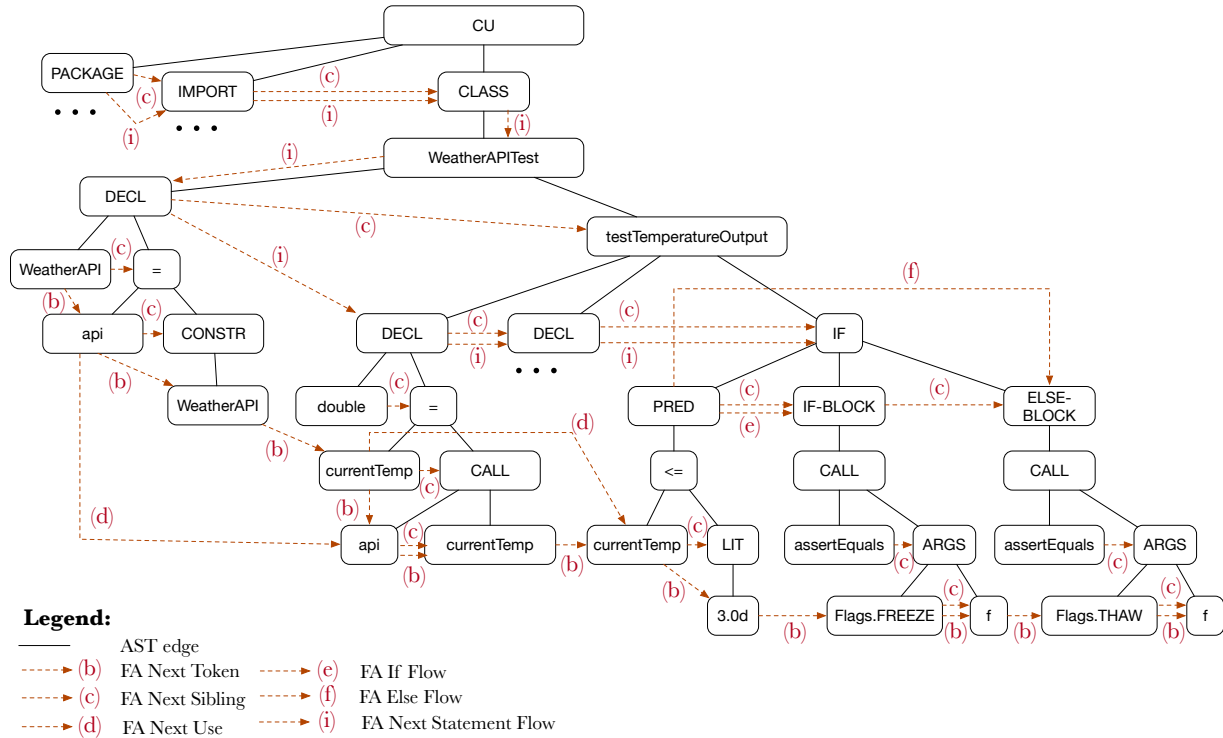 CU
PACKAGE
IMPORT
(c)
(c)
CLASS
• • •
(i)
• • •
(i)
(i)
(i)
WeatherAPITest
DECL
(c)
testTemperatureOutput
WeatherAPI
(c)
=
(i)
(f)
(b)
(c)
(c)
(c)
api
CONSTR
DECL
DECL
IF
(i)
(i)
(b)
• • •
(c)
WeatherAPI
double
=
PRED
(c)
IF-BLOCK
(c)
ELSE-
BLOCK
(e)
(b)
(d)
currentTemp
CALL
<=
CALL
CALL
(c)
(b)
(d)
(c)
(c)
api
currentTemp
currentTemp
LIT
assertEquals
ARGS
assertEquals
ARGS
(b)
(b)
(c)
(c)
(b)
(c)
(c)
3.0d
Flags.FREEZE
f
Flags.THAW
f
(b)
(b)
(b)
(b)
Legend:
AST edge
(b) FA Next Token
(e) FA If Flow
(c) FA Next Sibling
(f) FA Else Flow
(d) FA Next Use
(i) FA Next Statement Flow